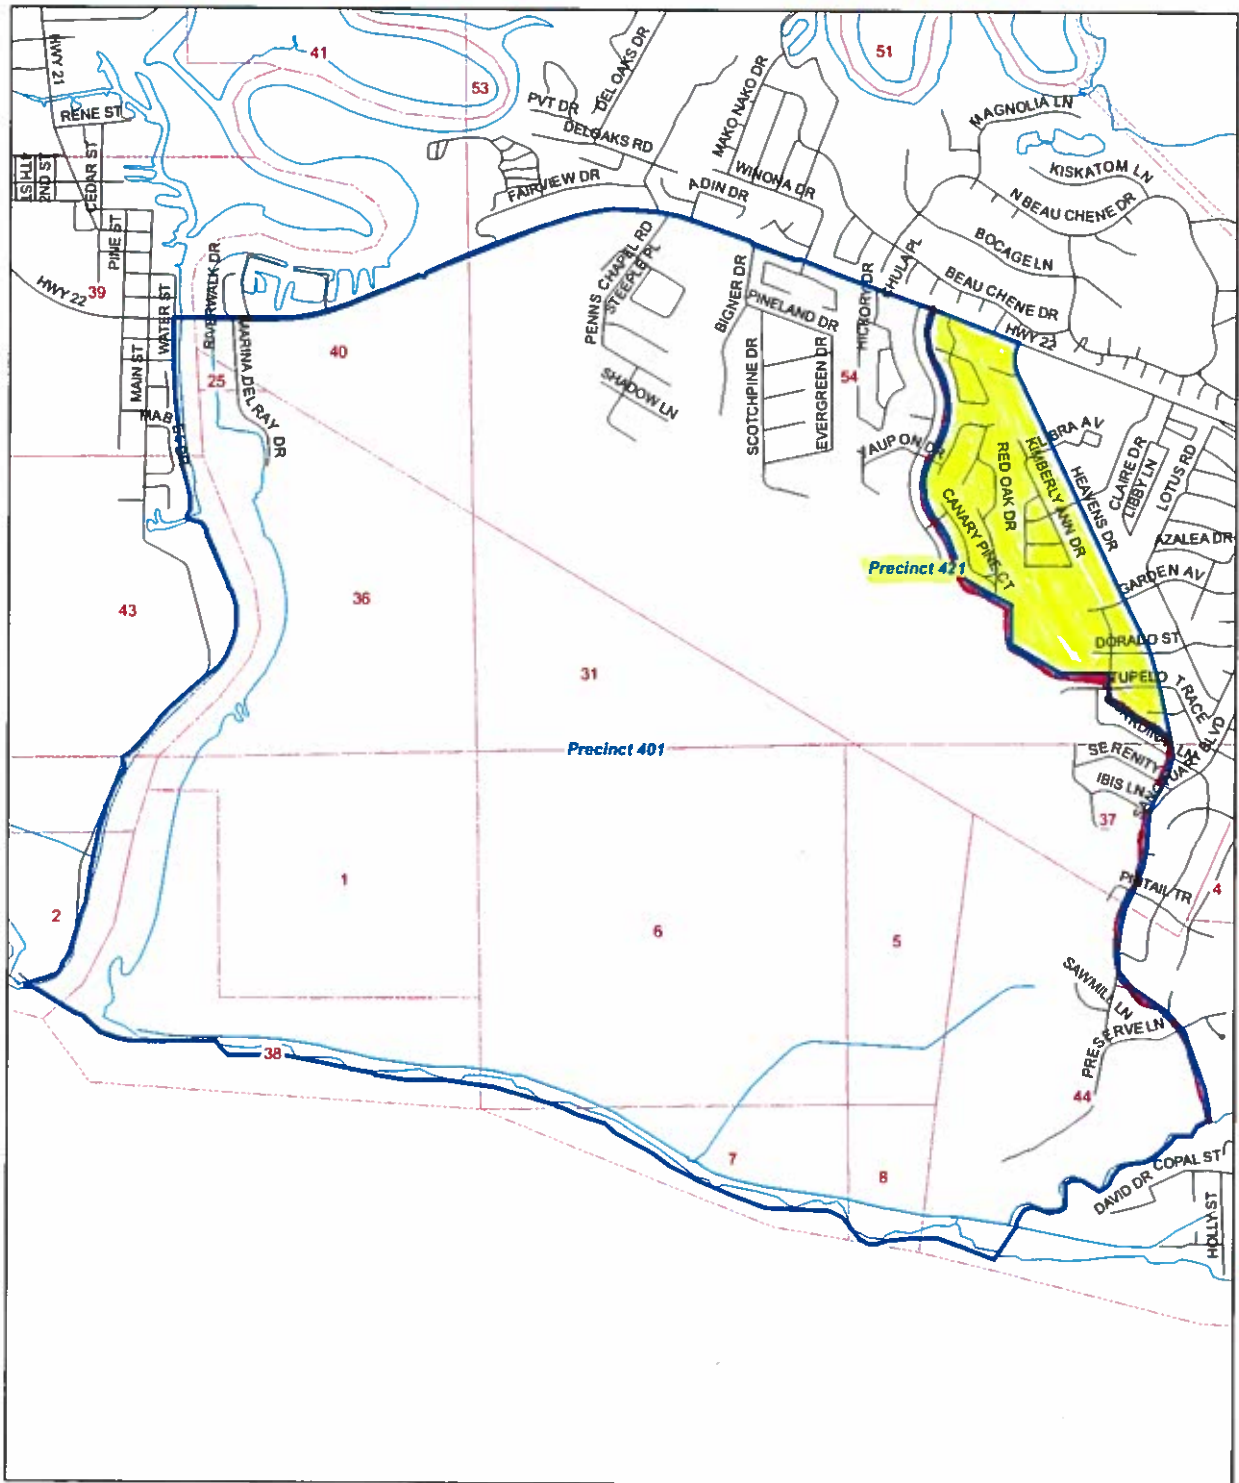 41
51
HWY 21
53
DEL OAKS DR
PVT DR
MAKO NAKO DR
MAGNOLIA LN
RENE ST
DELOAKS RD
4TH ST
2ND ST
CEDAR ST
WINONA DR
KISKATOM LN
FAIRVIEW DR
ADIN DR
N BEAU CHENE DR
PINE ST
RIVERWALK DR
PENNS CHAPEL RD
STEEPLE PL
BOCAGE LN
CHULA PL
HWY 22
39
BIGNER DR
HICKORY DR
BEAU CHENE DR
WATER ST
PINELAND DR
HWY 22
MAIN ST
MARINA DEL RAY DR
40
SCOTCHPINE DR
EVERGREEN DR
54
25
SHADOW LN
LIBRA AV
YAUPON DR
RED OAK DR
KIMBERLY ANN DR
HEAVENS DR
CLAIRE DR
LIBBY LN
LOTUS RD
CANARY PINE CT
AZALEA DR
Precinct 421
GARDEN AV
36
43
DORADO ST
31
TUPELO TRACE
Precinct 401
SERENITY
SANCTUARY BLVD
IBIS LN
37
1
PINTAIL TR
4
2
6
5
SAWMILL LN
PRESERVE LN
38
44
7
8
COPAL ST
DAVID DR
HOLLY ST